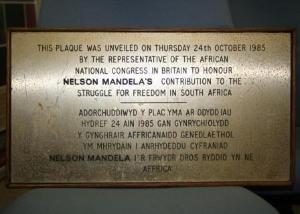 THIS PLAQUE WAS UNVEILED ON THURSDAY 24th OCTOBER 1985
BY THE REPRESENTATIVE OF THE AFRICAN
NATIONAL CONGRESS IN BRITAIN TO HONOUR
NELSON MANDELA'S CONTRIBUTION TO THE
STRUGGLE FOR FREEDOM IN SOUTH AFRICA
ADORCHUDDIWYD Y PLAC YMA AR DDYDD IAU
HYDREF 24 AIN 1985 GAN GYNRYCHIOLYDD
Y GYNGHRAIR AFFRICANAIDD GENEDLAETHOL
YM MHRYDAIN I ANRHYDEDDU CYFRANIAD
NELSON MANDELA I'R FRWYDR DROS RYDDID YN NE
AFFRICA